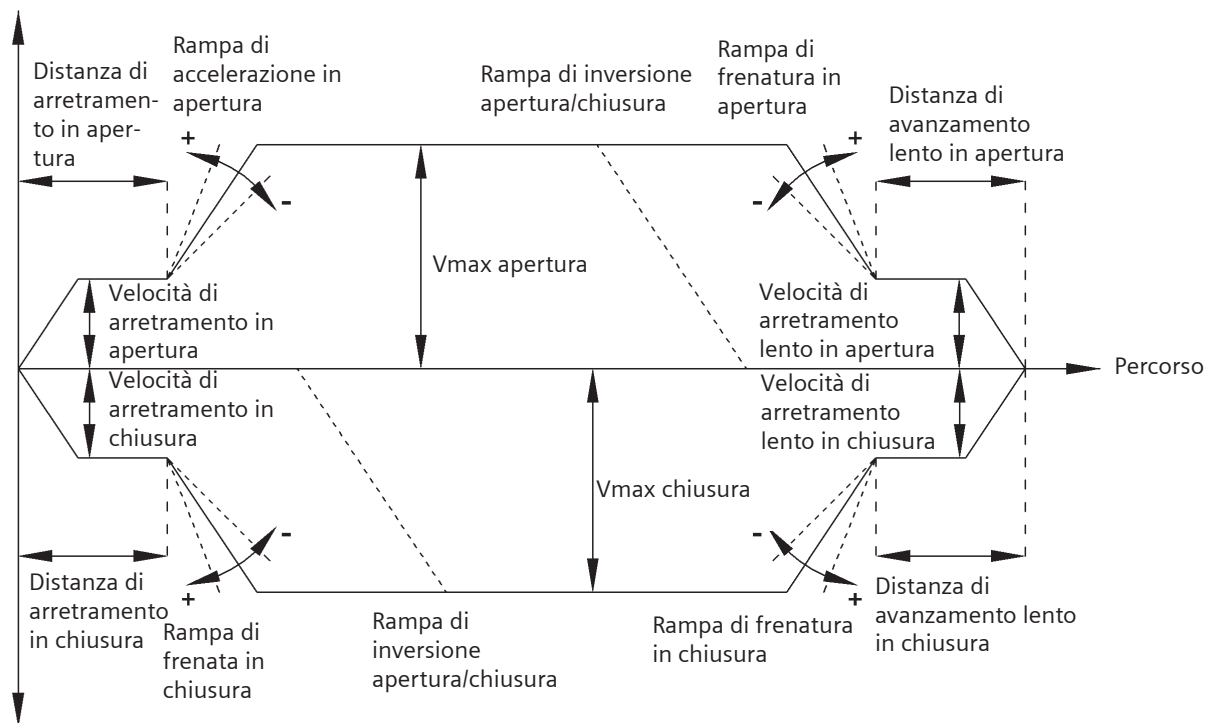 Distanza di
arretramen-
to in aper-
tura
Rampa di
accelerazione in
apertura
Rampa di inversione
apertura/chiusura
Rampa di
frenatura in
apertura
Distanza di
avanzamento
lento in apertura
+
-
+
-
Vmax apertura
Velocità di
arretramento in
apertura
Velocità di
arretramento
lento in apertura
Percorso
Velocità di
arretramento in
chiusura
Velocità di
arretramento
lento in chiusura
Vmax chiusura
-
+
-
+
Distanza di
arretramento
in chiusura
Rampa di
frenata in
chiusura
Rampa di
inversione
apertura/chiusura
Rampa di frenatura
in chiusura
Distanza di
avanzamento lento
in chiusura